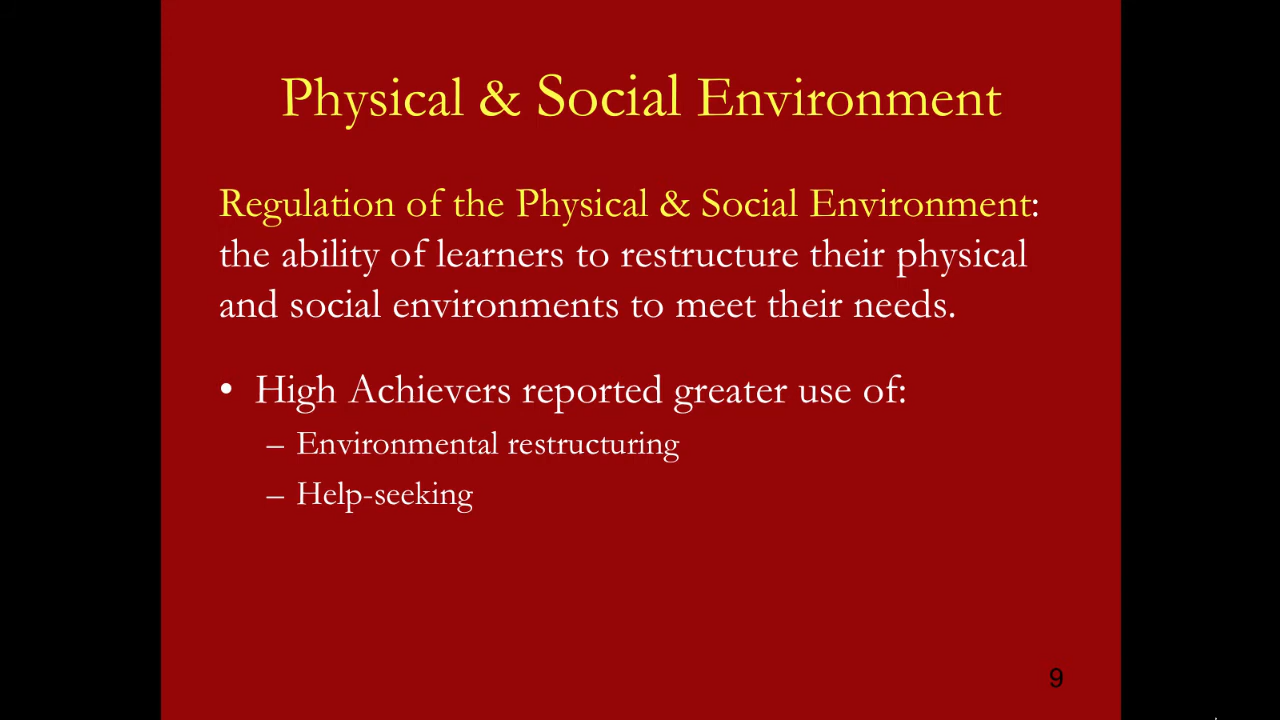 Physical & Social Environment
Regulation of the Physical & Social Environment:
the ability of learners to restructure their physical
and social environments to meet their needs.
• High Achievers reported greater use of:
– Environmental restructuring
– Help-seeking
9